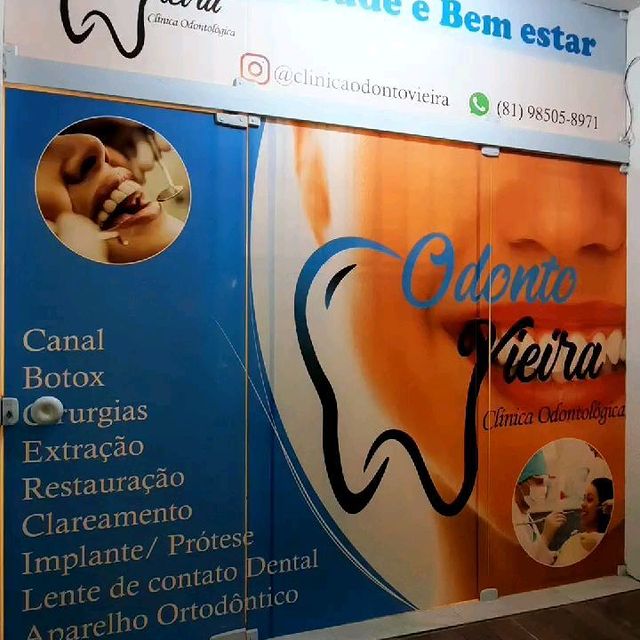 Vieira
Clínica Odontológica
e Bem estar
@clinicaodontovieira
(81) 98505-8971
Odonto
Vieira
Clínica Odontológica
Canal
Botox
Cirurgias
Extração
Restauração
Clareamento
Implante/ Prótese
Lente de contato Dental
Aparelho Ortodôntico